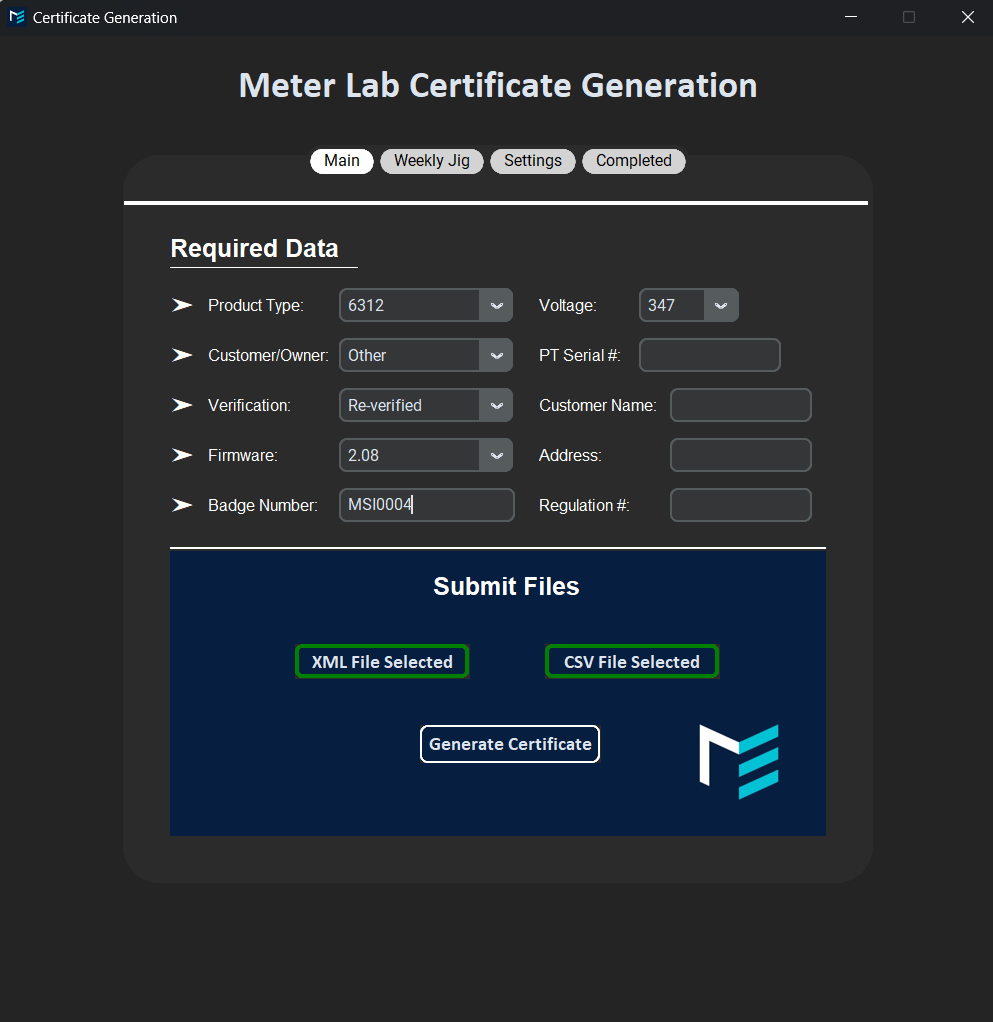 Certificate Generation
Meter Lab Certificate Generation
Main Weekly Jig Settings Completed
Required Data
Product Type: 6312 Voltage: 347
Customer/Owner: Other PT Serial #:
Verification: Re-verified Customer Name:
Firmware: 2.08 Address:
Badge Number: MSI0004 Regulation #:
Submit Files
XML File Selected CSV File Selected
Generate Certificate